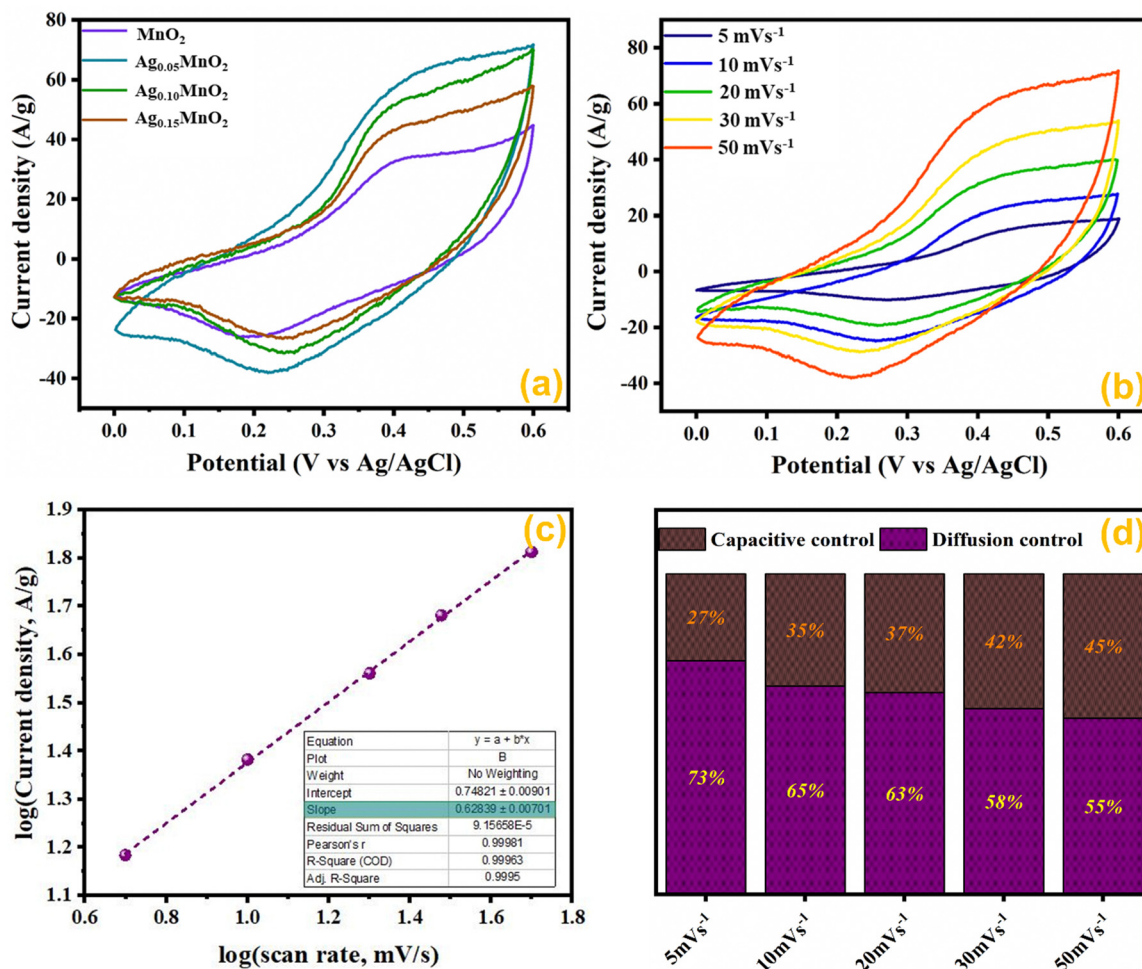 80
60
40
20
0
-20
-40
Current density (A/g)
MnO₂
Ag₀.₀₅MnO₂
Ag₀.₁₀MnO₂
Ag₀.₁₅MnO₂
(a)
0.0 0.1 0.2 0.3 0.4 0.5 0.6
Potential (V vs Ag/AgCl)
80
60
40
20
0
-20
-40
Current density (A/g)
5 mVs⁻¹
10 mVs⁻¹
20 mVs⁻¹
30 mVs⁻¹
50 mVs⁻¹
(b)
0.0 0.1 0.2 0.3 0.4 0.5 0.6
Potential (V vs Ag/AgCl)
1.9
1.8
1.7
1.6
1.5
1.4
1.3
1.2
1.1
log(Current density, A/g)
(c)
Equation y = a + b*x
Plot B
Weight No Weighting
Intercept 0.74821 ± 0.00901
Slope 0.62839 ± 0.00701
Residual Sum of Squares 9.15658E-5
Pearson's r 0.99981
R-Square (COD) 0.99963
Adj. R-Square 0.9995
0.6 0.8 1.0 1.2 1.4 1.6 1.8
log(scan rate, mV/s)
Capacitive control Diffusion control
(d)
27% 35% 37% 42% 45%
73% 65% 63% 58% 55%
5mVs⁻¹ 10mVs⁻¹ 20mVs⁻¹ 30mVs⁻¹ 50mVs⁻¹